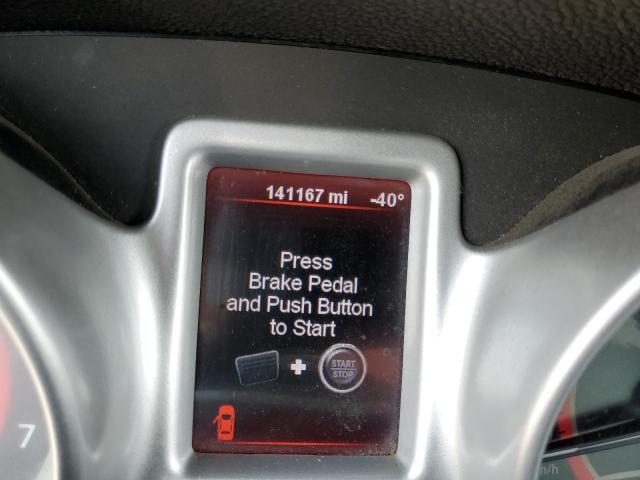 141167 mi -40°
Press
Brake Pedal
and Push Button
to Start
START
STOP
7
m/h